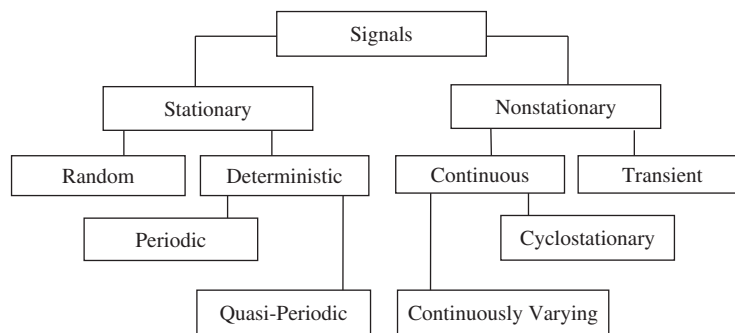 Signals
Stationary
Nonstationary
Random
Deterministic
Continuous
Transient
Periodic
Cyclostationary
Quasi-Periodic
Continuously Varying